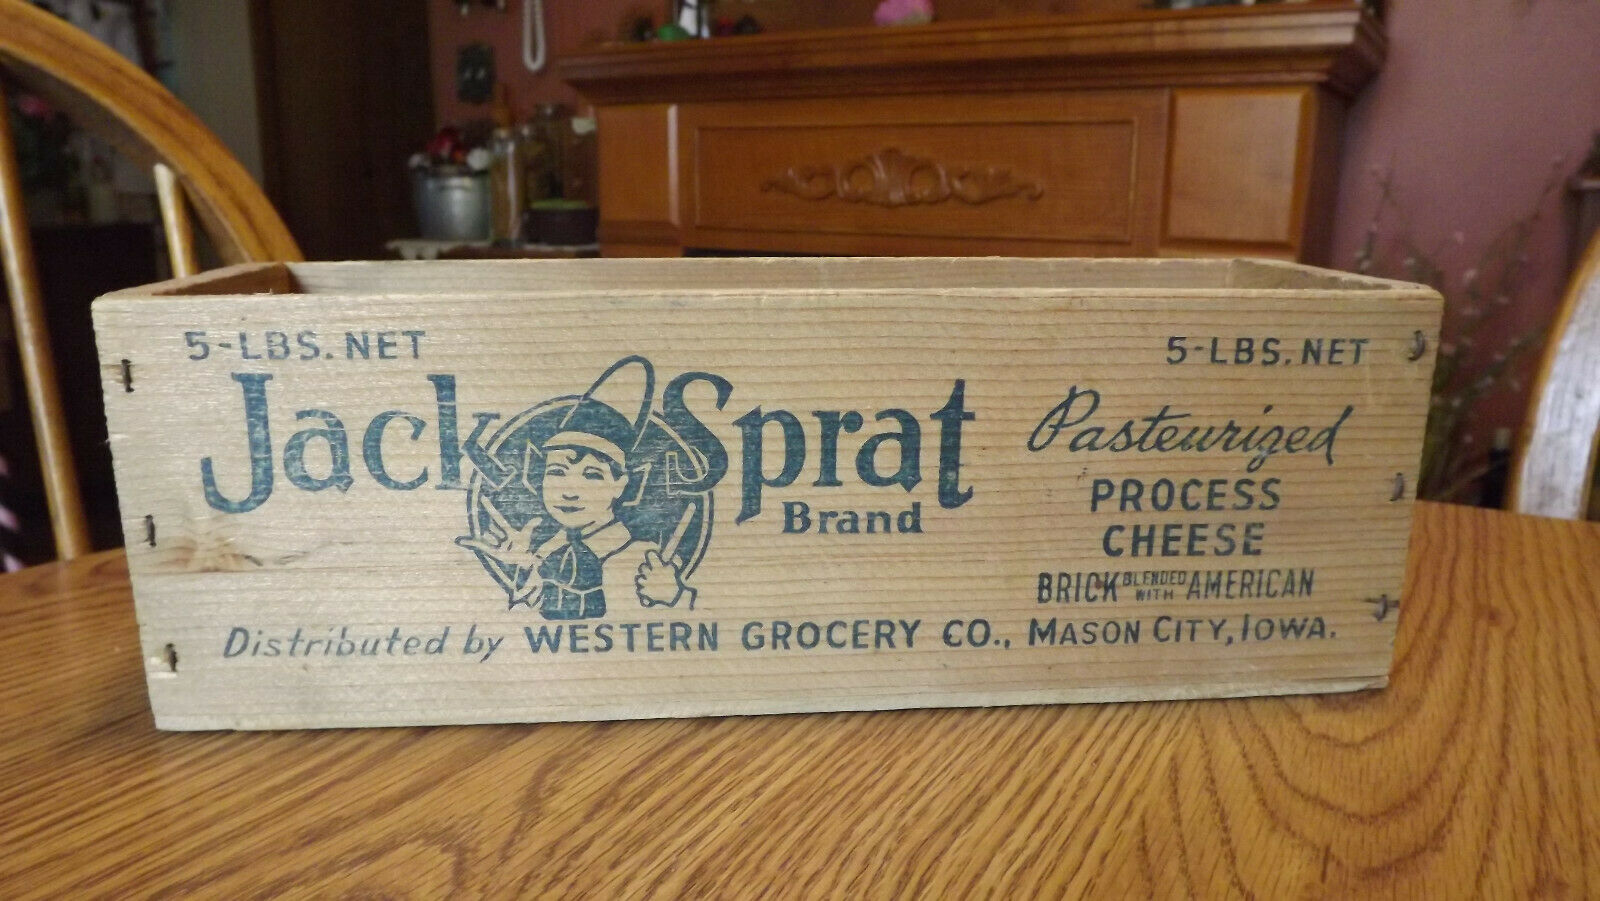 5-LBS. NET
5-LBS. NET
Jack Sprat
Brand
Pasteurized
PROCESS
CHEESE
BRICK BLENDED WITH AMERICAN
Distributed by WESTERN GROCERY CO., MASON CITY, IOWA.